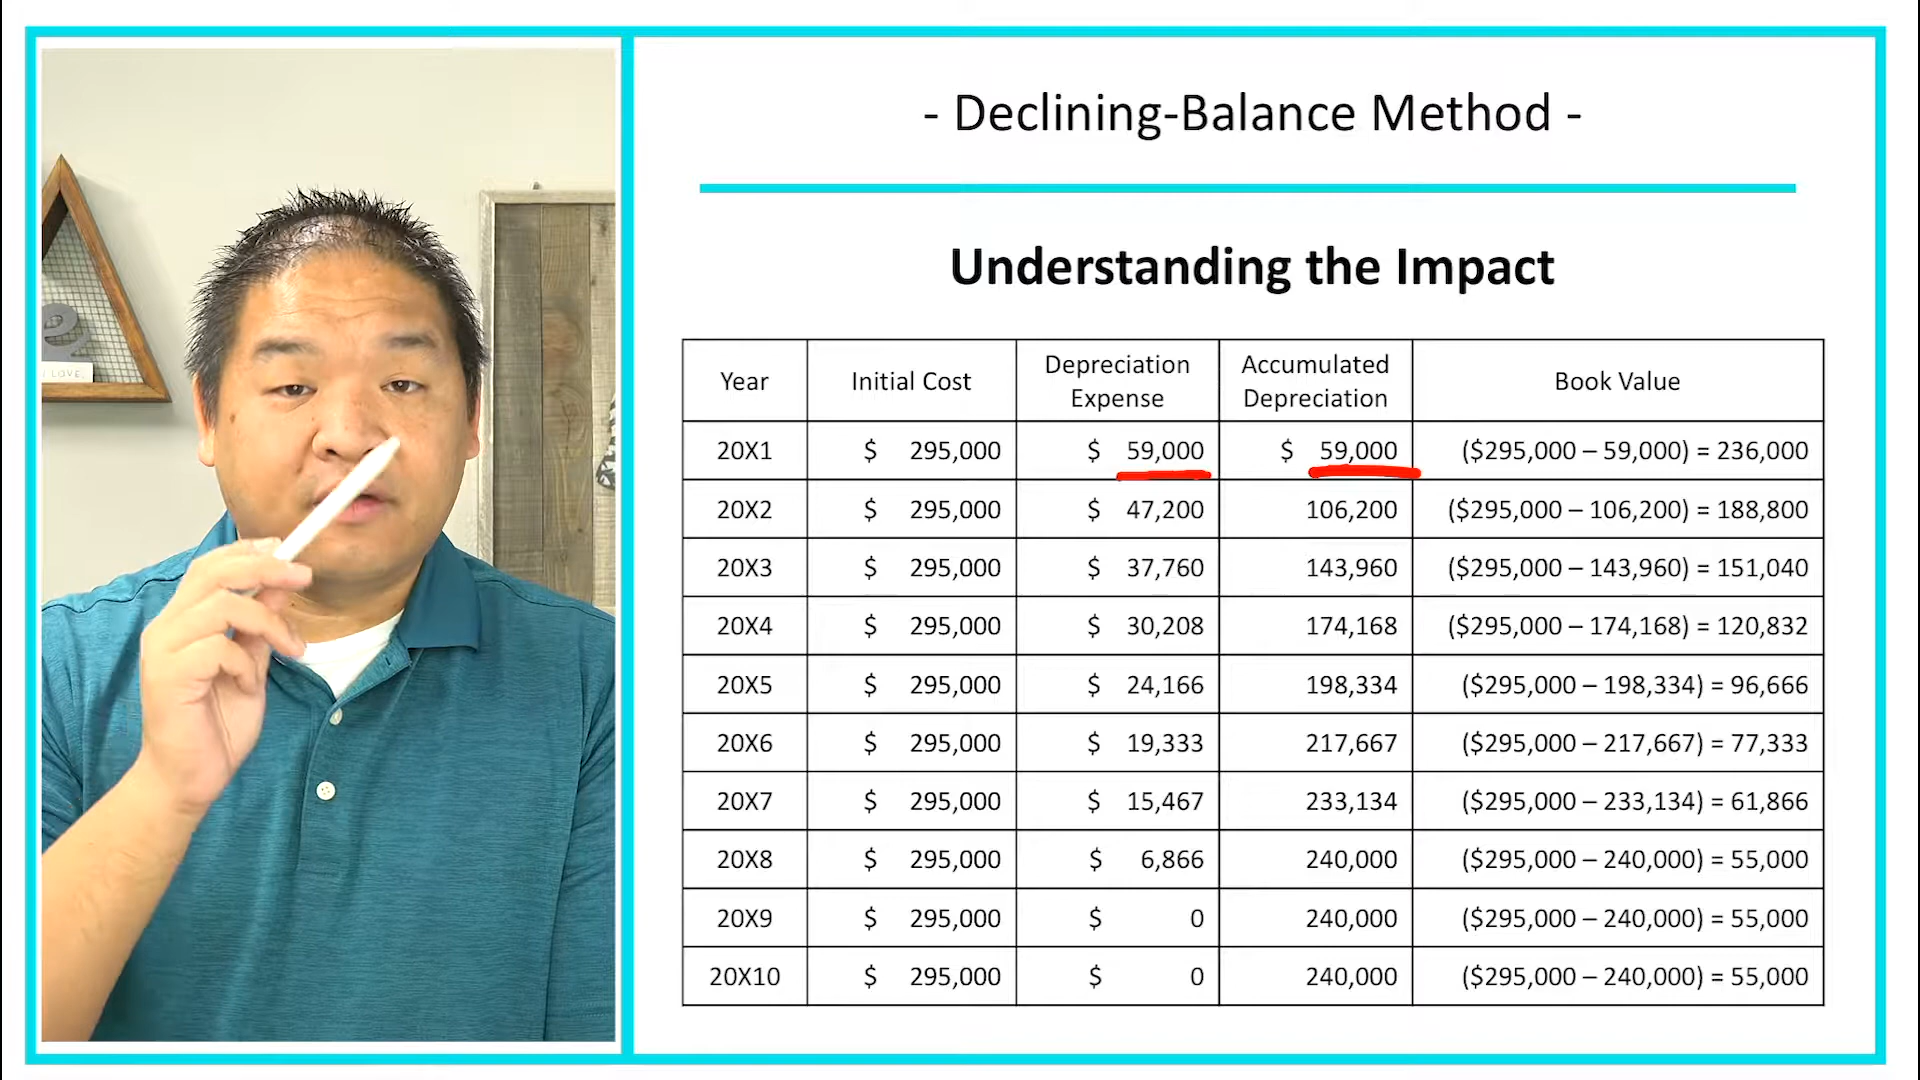 e
LOVE.
- Declining-Balance Method -
Understanding the Impact
Year Initial Cost Depreciation Expense Accumulated Depreciation Book Value
20X1 $ 295,000 $ 59,000 $ 59,000 ($295,000 – 59,000) = 236,000
20X2 $ 295,000 $ 47,200 106,200 ($295,000 – 106,200) = 188,800
20X3 $ 295,000 $ 37,760 143,960 ($295,000 – 143,960) = 151,040
20X4 $ 295,000 $ 30,208 174,168 ($295,000 – 174,168) = 120,832
20X5 $ 295,000 $ 24,166 198,334 ($295,000 – 198,334) = 96,666
20X6 $ 295,000 $ 19,333 217,667 ($295,000 – 217,667) = 77,333
20X7 $ 295,000 $ 15,467 233,134 ($295,000 – 233,134) = 61,866
20X8 $ 295,000 $ 6,866 240,000 ($295,000 – 240,000) = 55,000
20X9 $ 295,000 $ 0 240,000 ($295,000 – 240,000) = 55,000
20X10 $ 295,000 $ 0 240,000 ($295,000 – 240,000) = 55,000